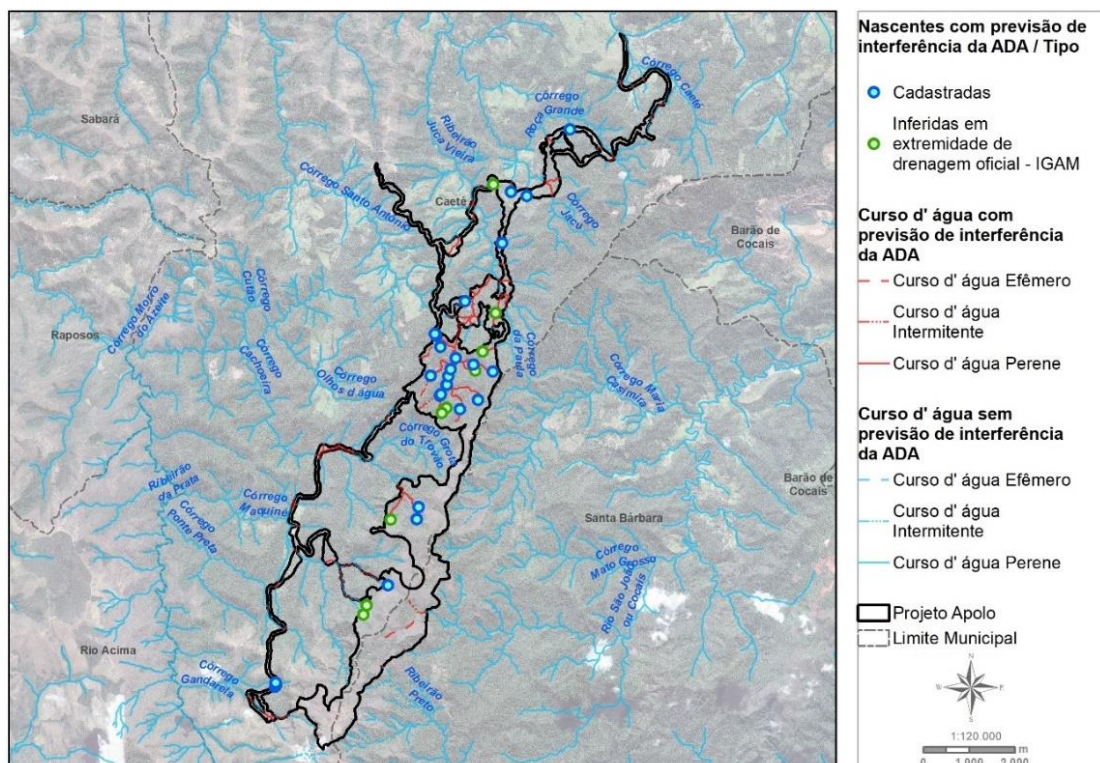 Sabará
Ribeirão
Juca Vieira
Córrego
Roça Grande
Córrego Caeté
Córrego Santo Antônio
Caeté
Córrego
Jacu
Barão de
Cocais
Córrego Morro
do Azeite
Raposos
Córrego
Cutão
Córrego
Cachoeira
Córrego
Olhos d'água
Córrego
da Paula
Córrego Maria
Casimira
Córrego Grota
do Trovão
Ribeirão
da Prata
Córrego
Ponte Preta
Córrego
Maquiné
Barão de
Cocais
Santa Bárbara
Córrego
Mato Grosso
Rio São João
ou Cocais
Rio Acima
Córrego
Gandarela
Ribeirão
Preto
Nascentes com previsão de
interferência da ADA / Tipo
Cadastradas
Inferidas em
extremidade de
drenagem oficial - IGAM
Curso d' água com
previsão de interferência
da ADA
Curso d' água Efêmero
Curso d' água
Intermitente
Curso d' água Perene
Curso d' água sem
previsão de interferência
da ADA
Curso d' água Efêmero
Curso d' água
Intermitente
Curso d' água Perene
Projeto Apolo
Limite Municipal
N
W E
S
1:120.000
m
0 1.000 2.000